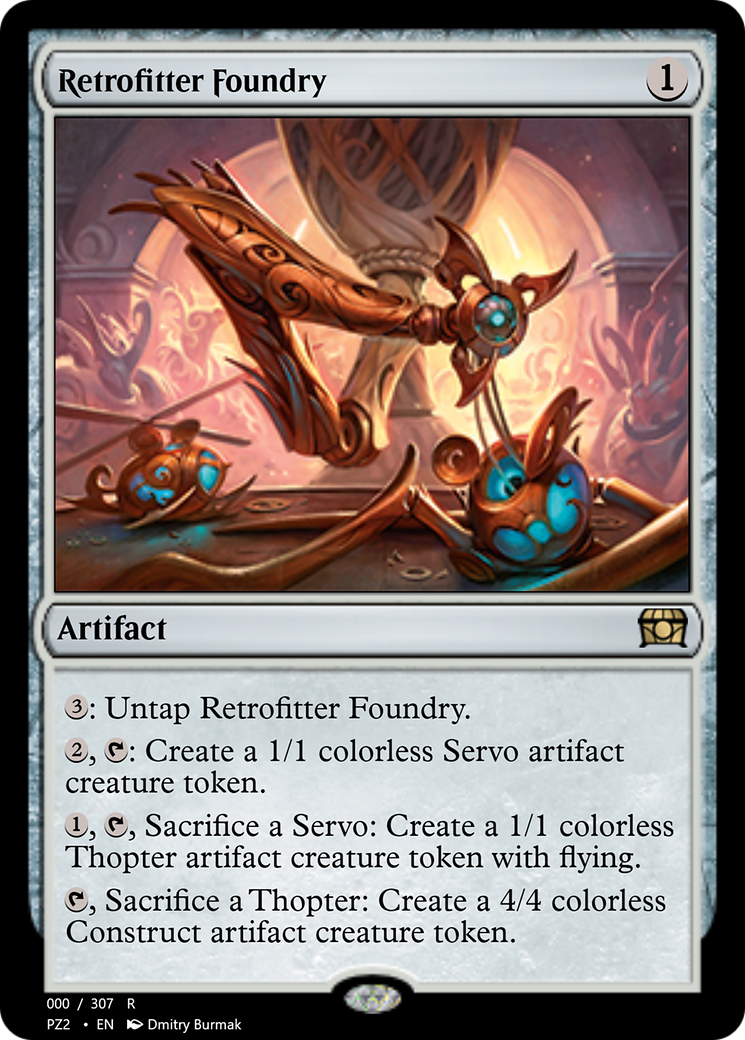 Retrofitter Foundry 1
Artifact
3: Untap Retrofitter Foundry.
2, : Create a 1/1 colorless Servo artifact
creature token.
1, , Sacrifice a Servo: Create a 1/1 colorless
Thopter artifact creature token with flying.
, Sacrifice a Thopter: Create a 4/4 colorless
Construct artifact creature token.
000 / 307 R
PZ2 • EN Dmitry Burmak